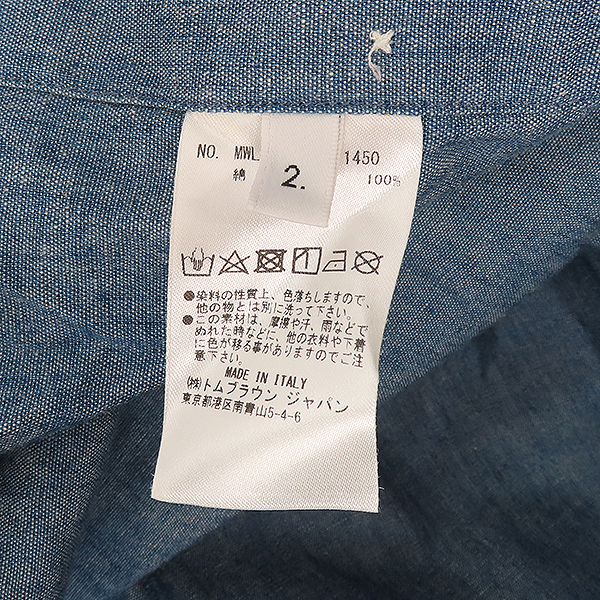 NO. MWL 1450
綿 100%
2.
●染料の性質上、色落ちしますので、
他の物とは別に洗って下さい。
●この素材は、摩擦や汗、雨などで
ぬれた時などに、他の衣料や下着
に色が移る事がありますのでご注
意下さい。
MADE IN ITALY
(株)トムブラウン ジャパン
東京都港区南青山5-4-6